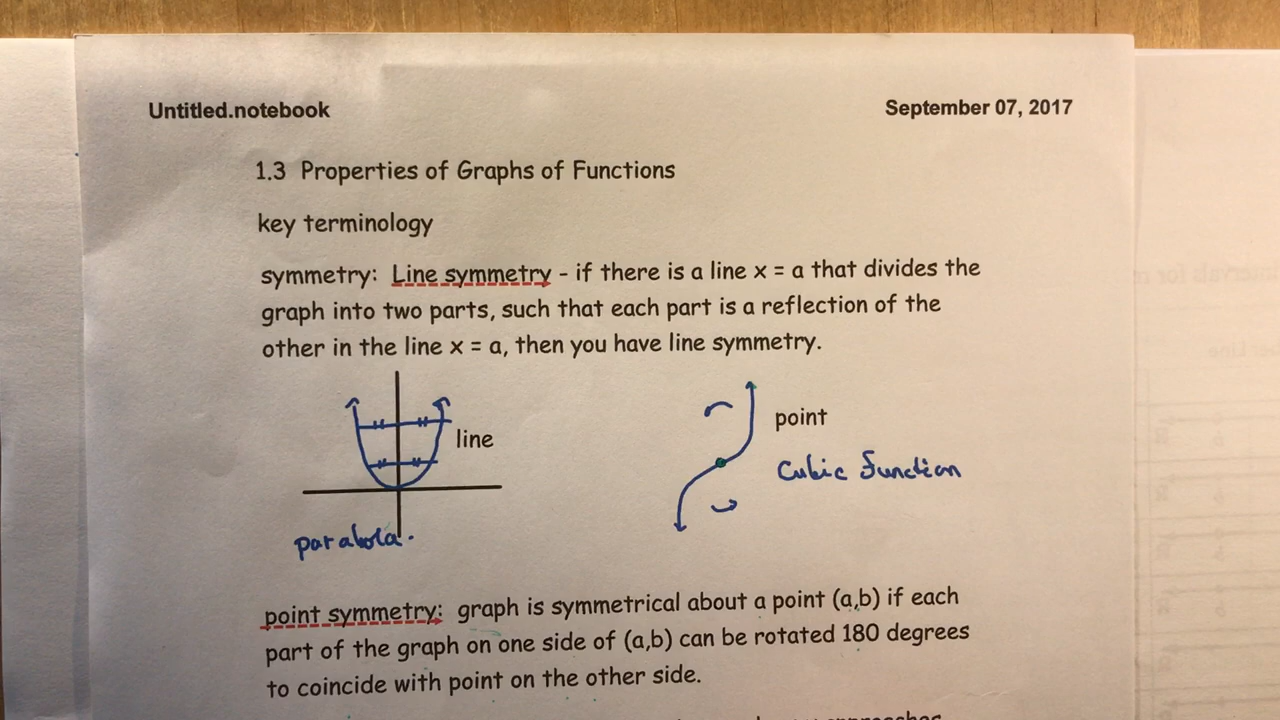 Untitled.notebook September 07, 2017
1.3 Properties of Graphs of Functions
key terminology
symmetry: Line symmetry - if there is a line x = a that divides the
graph into two parts, such that each part is a reflection of the
other in the line x = a, then you have line symmetry.
line
point
Cubic Function
parabola.
point symmetry: graph is symmetrical about a point (a,b) if each
part of the graph on one side of (a,b) can be rotated 180 degrees
to coincide with point on the other side.
approaches